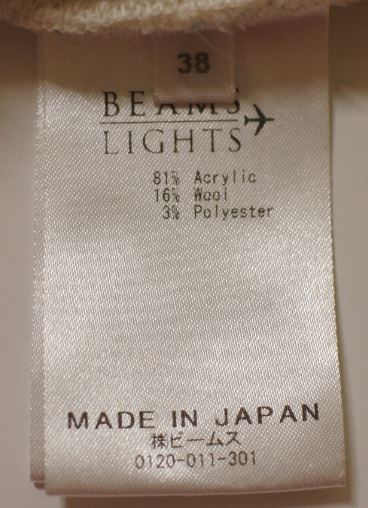 38
BEAMS
LIGHTS
81% Acrylic
16% Wool
3% Polyester
MADE IN JAPAN
㈱ビームス
0120-011-301